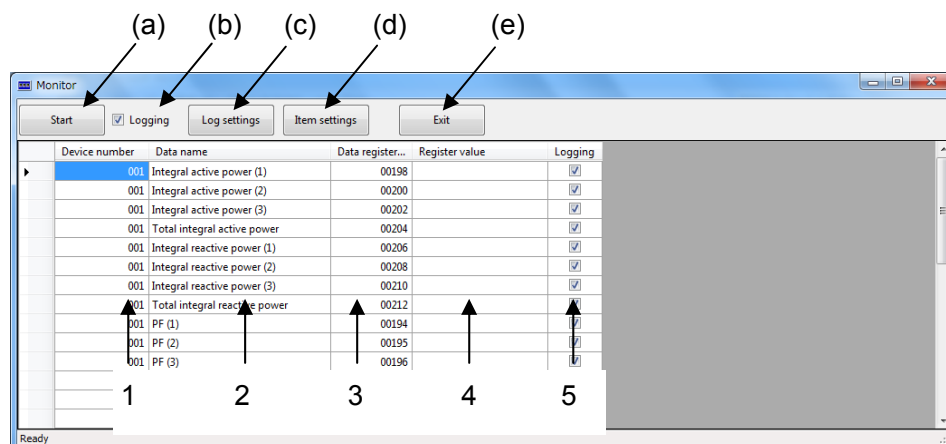 (a) (b) (c) (d) (e)
Monitor
Start Logging Log settings Item settings Exit
Device number Data name Data register... Register value Logging
001 Integral active power (1) 00198
001 Integral active power (2) 00200
001 Integral active power (3) 00202
001 Total integral active power 00204
001 Integral reactive power (1) 00206
001 Integral reactive power (2) 00208
001 Integral reactive power (3) 00210
001 Total integral reactive power 00212
001 PF (1) 00194
001 PF (2) 00195
001 PF (3) 00196
1 2 3 4 5
Ready